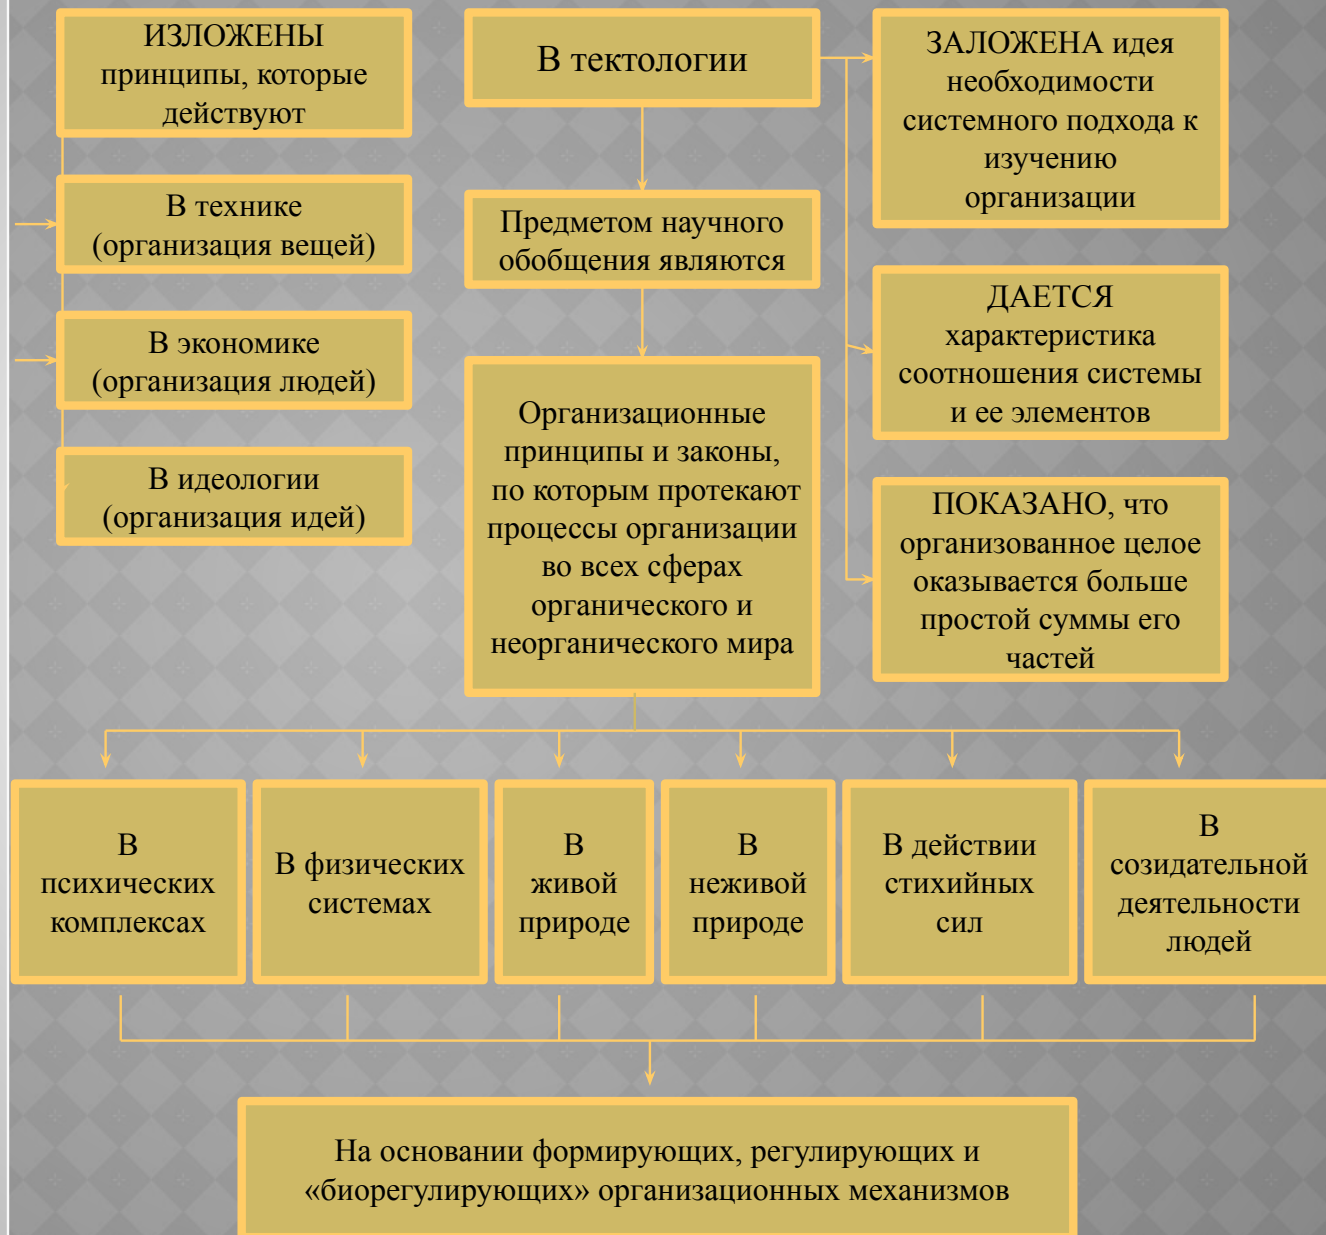 ИЗЛОЖЕНЫ
принципы, которые
действуют
В технике
(организация вещей)
В экономике
(организация людей)
В идеологии
(организация идей)
В тектологии
Предметом научного
обобщения являются
Организационные
принципы и законы,
по которым протекают
процессы организации
во всех сферах
органического и
неорганического мира
ЗАЛОЖЕНА идея
необходимости
системного подхода к
изучению
организации
ДАЕТСЯ
характеристика
соотношения системы
и ее элементов
ПОКАЗАНО, что
организованное целое
оказывается больше
простой суммы его
частей
В
психических
комплексах
В физических
системах
В
живой
природе
В
неживой
природе
В действии
стихийных
сил
В
созидательной
деятельности
людей
На основании формирующих, регулирующих и
«биорегулирующих» организационных механизмов